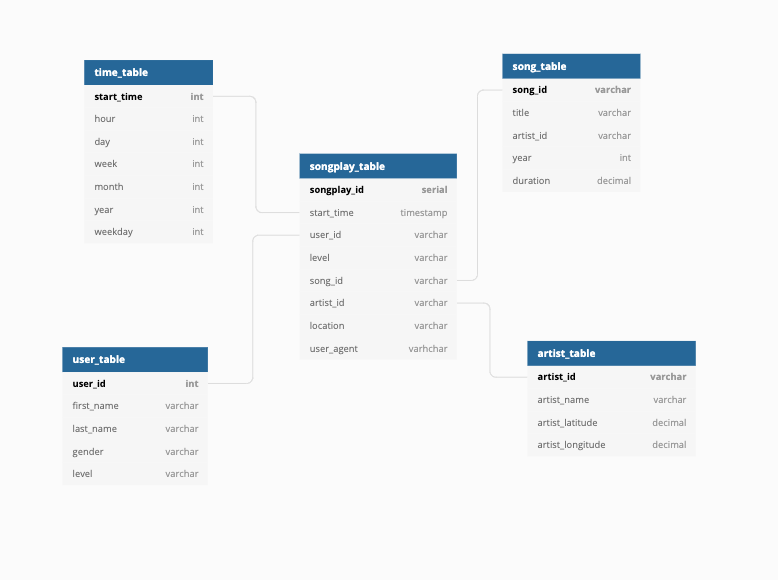 time_table
start_time int
hour int
day int
week int
month int
year int
weekday int
song_table
song_id varchar
title varchar
artist_id varchar
year int
duration decimal
songplay_table
songplay_id serial
start_time timestamp
user_id varchar
level varchar
song_id varchar
artist_id varchar
location varchar
user_agent varhchar
user_table
user_id int
first_name varchar
last_name varchar
gender varchar
level varchar
artist_table
artist_id varchar
artist_name varchar
artist_latitude decimal
artist_longitude decimal